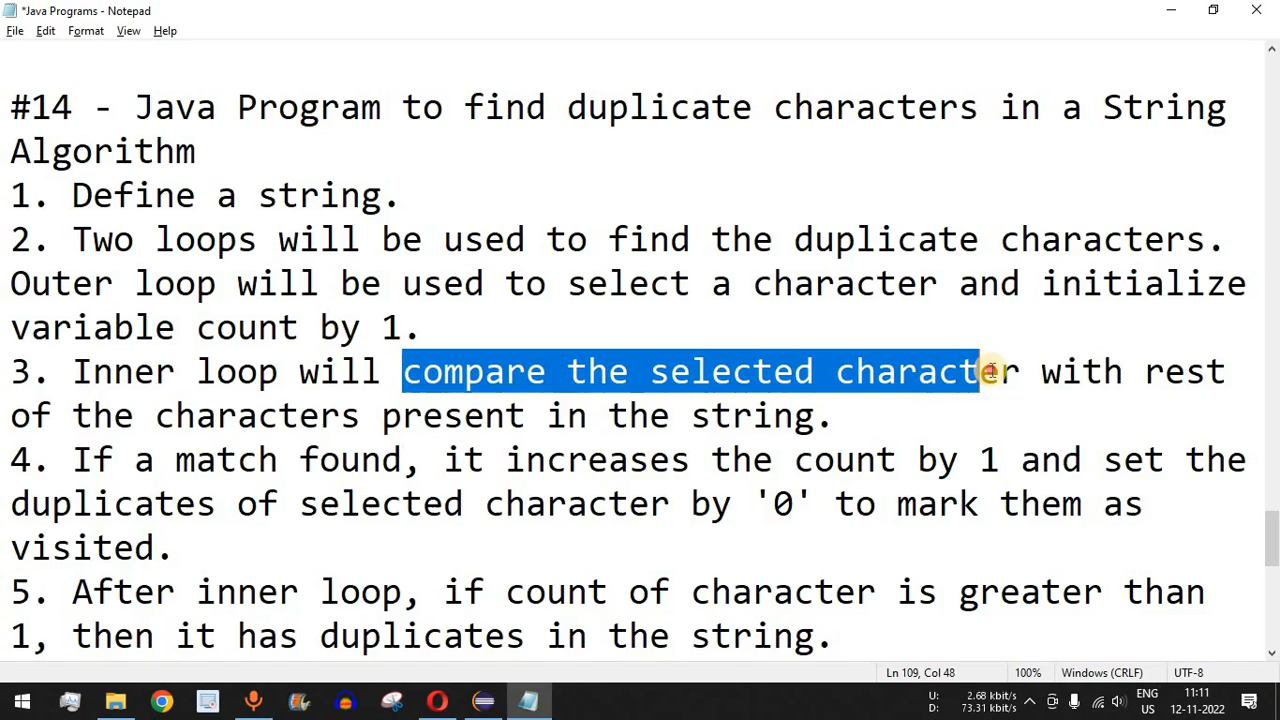 *Java Programs - Notepad
File Edit Format View Help
#14 - Java Program to find duplicate characters in a String
Algorithm
1. Define a string.
2. Two loops will be used to find the duplicate characters.
Outer loop will be used to select a character and initialize
variable count by 1.
3. Inner loop will compare the selected character with rest
of the characters present in the string.
4. If a match found, it increases the count by 1 and set the
duplicates of selected character by '0' to mark them as
visited.
5. After inner loop, if count of character is greater than
1, then it has duplicates in the string.
Ln 109, Col 48 100% Windows (CRLF) UTF-8
U: 2.68 kbit/s ENG 11:11
D: 73.31 kbit/s US 12-11-2022